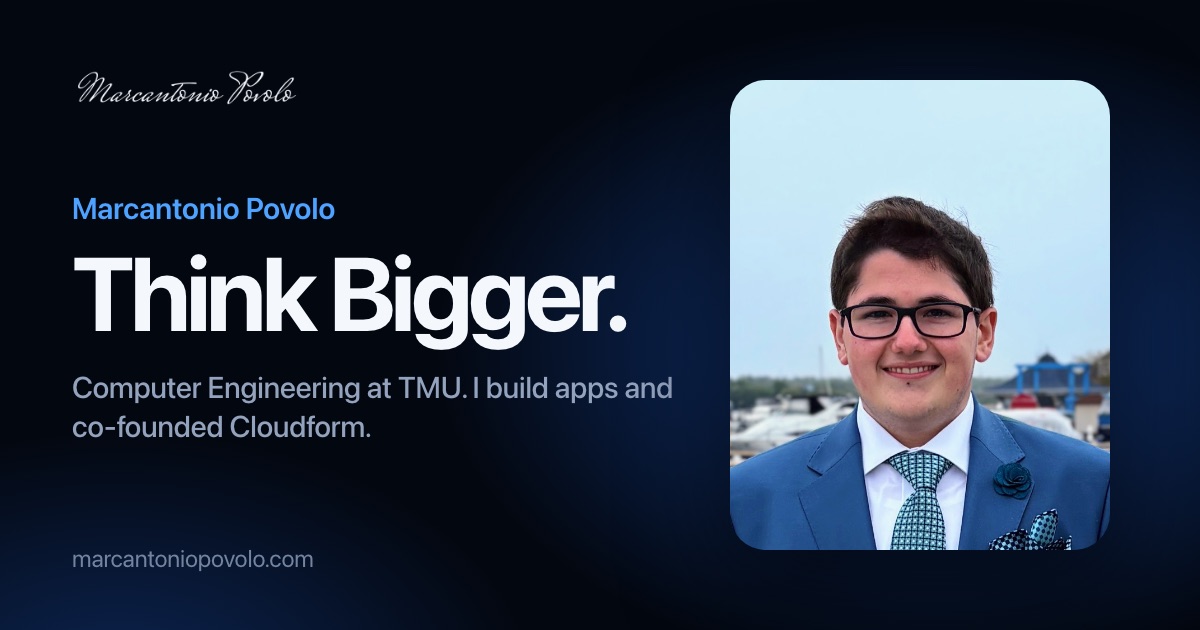 Marcantonio Povolo
Marcantonio Povolo
Think Bigger.
Computer Engineering at TMU. I build apps and
co-founded Cloudform.
marcantoniopovolo.com